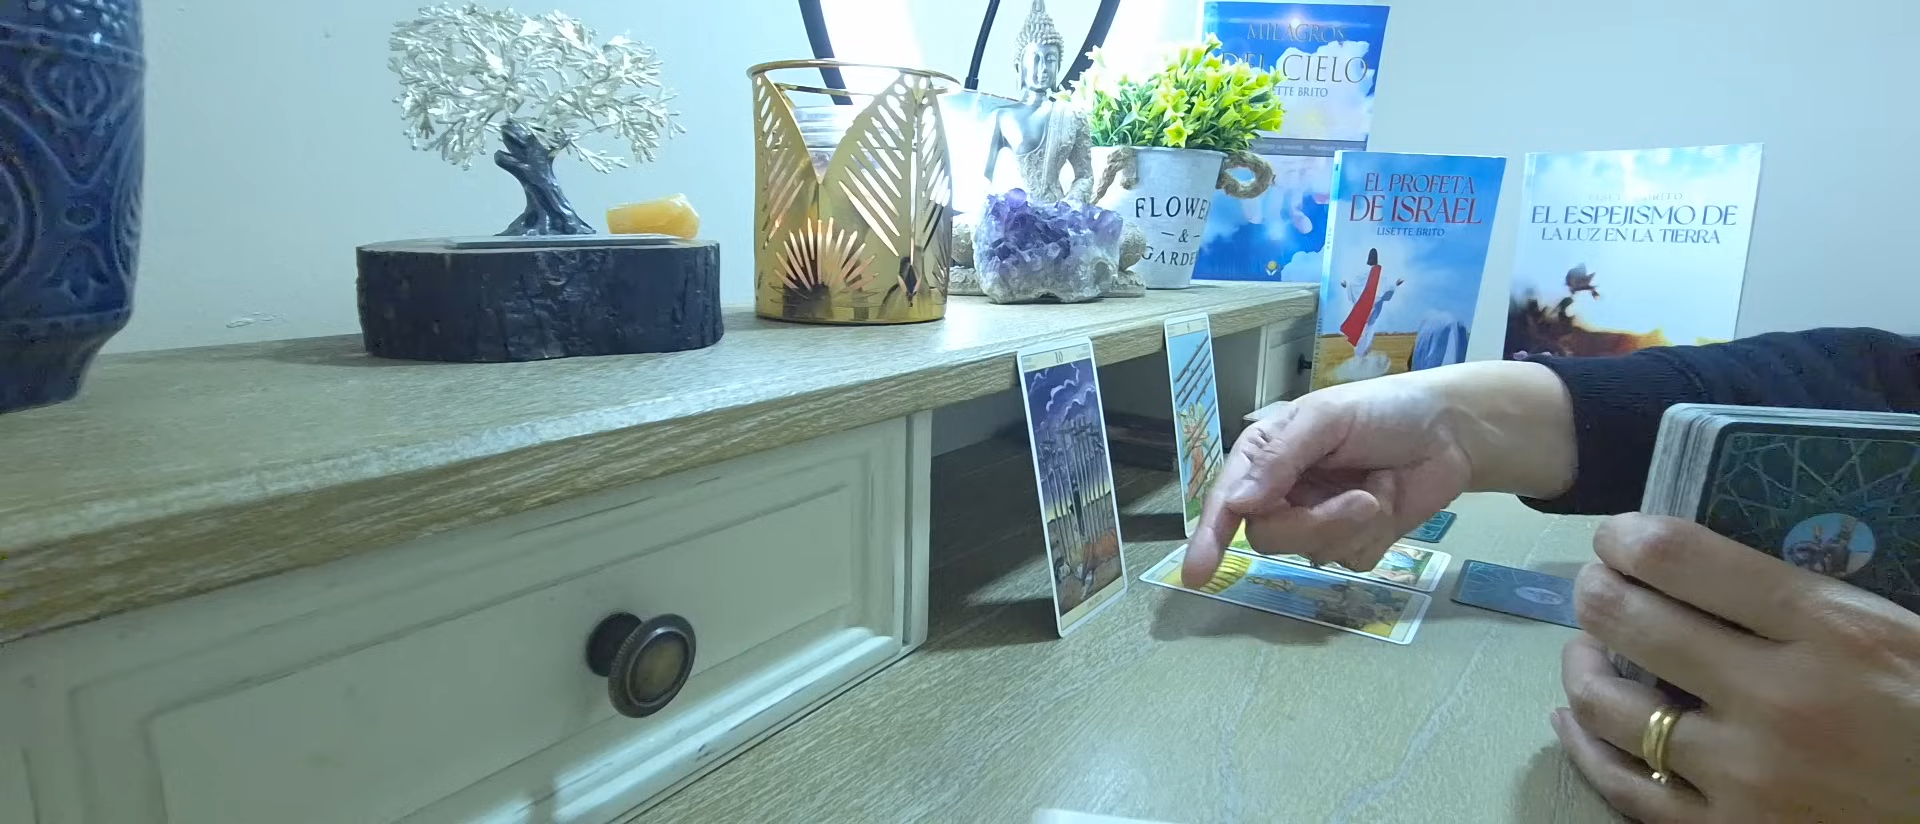 MILAGROS
DEL CIELO
BRITO
FLOWE
&
GARDE
EL PROFETA
DE ISRAEL
LISETTE BRITO
EL ESPEJISMO DE
LA LUZ EN LA TIERRA
10